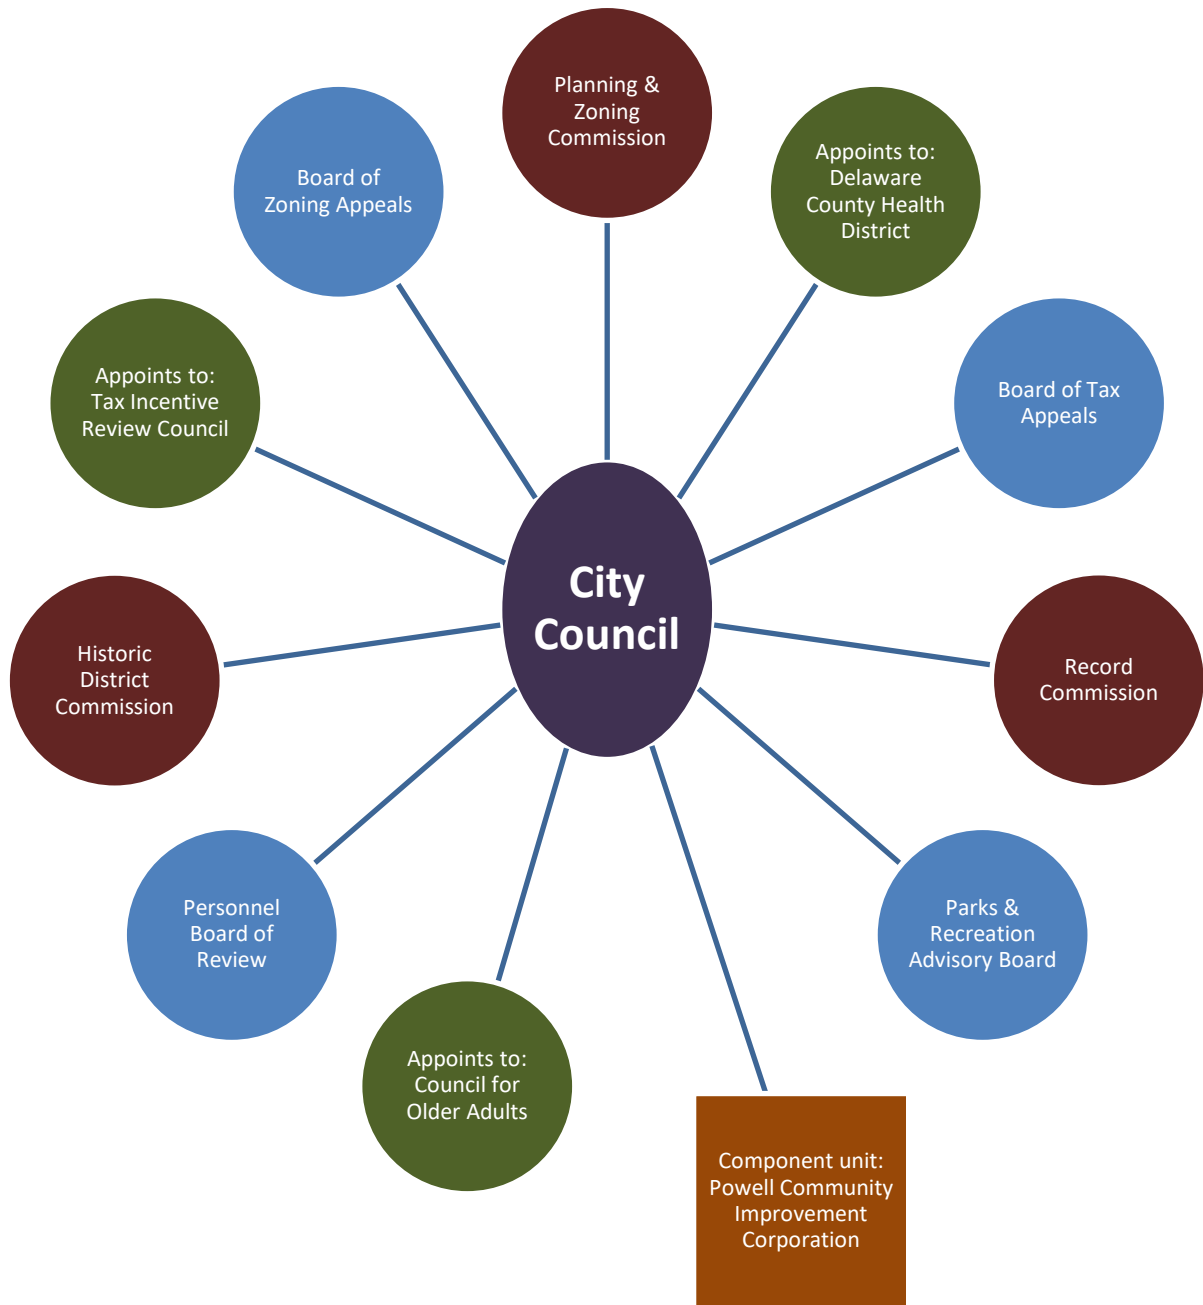 Planning &
Zoning
Commission
Appoints to:
Delaware
County Health
District
Board of
Zoning Appeals
Board of Tax
Appeals
Appoints to:
Tax Incentive
Review Council
City
Council
Historic
District
Commission
Record
Commission
Personnel
Board of
Review
Parks &
Recreation
Advisory Board
Appoints to:
Council for
Older Adults
Component unit:
Powell Community
Improvement
Corporation